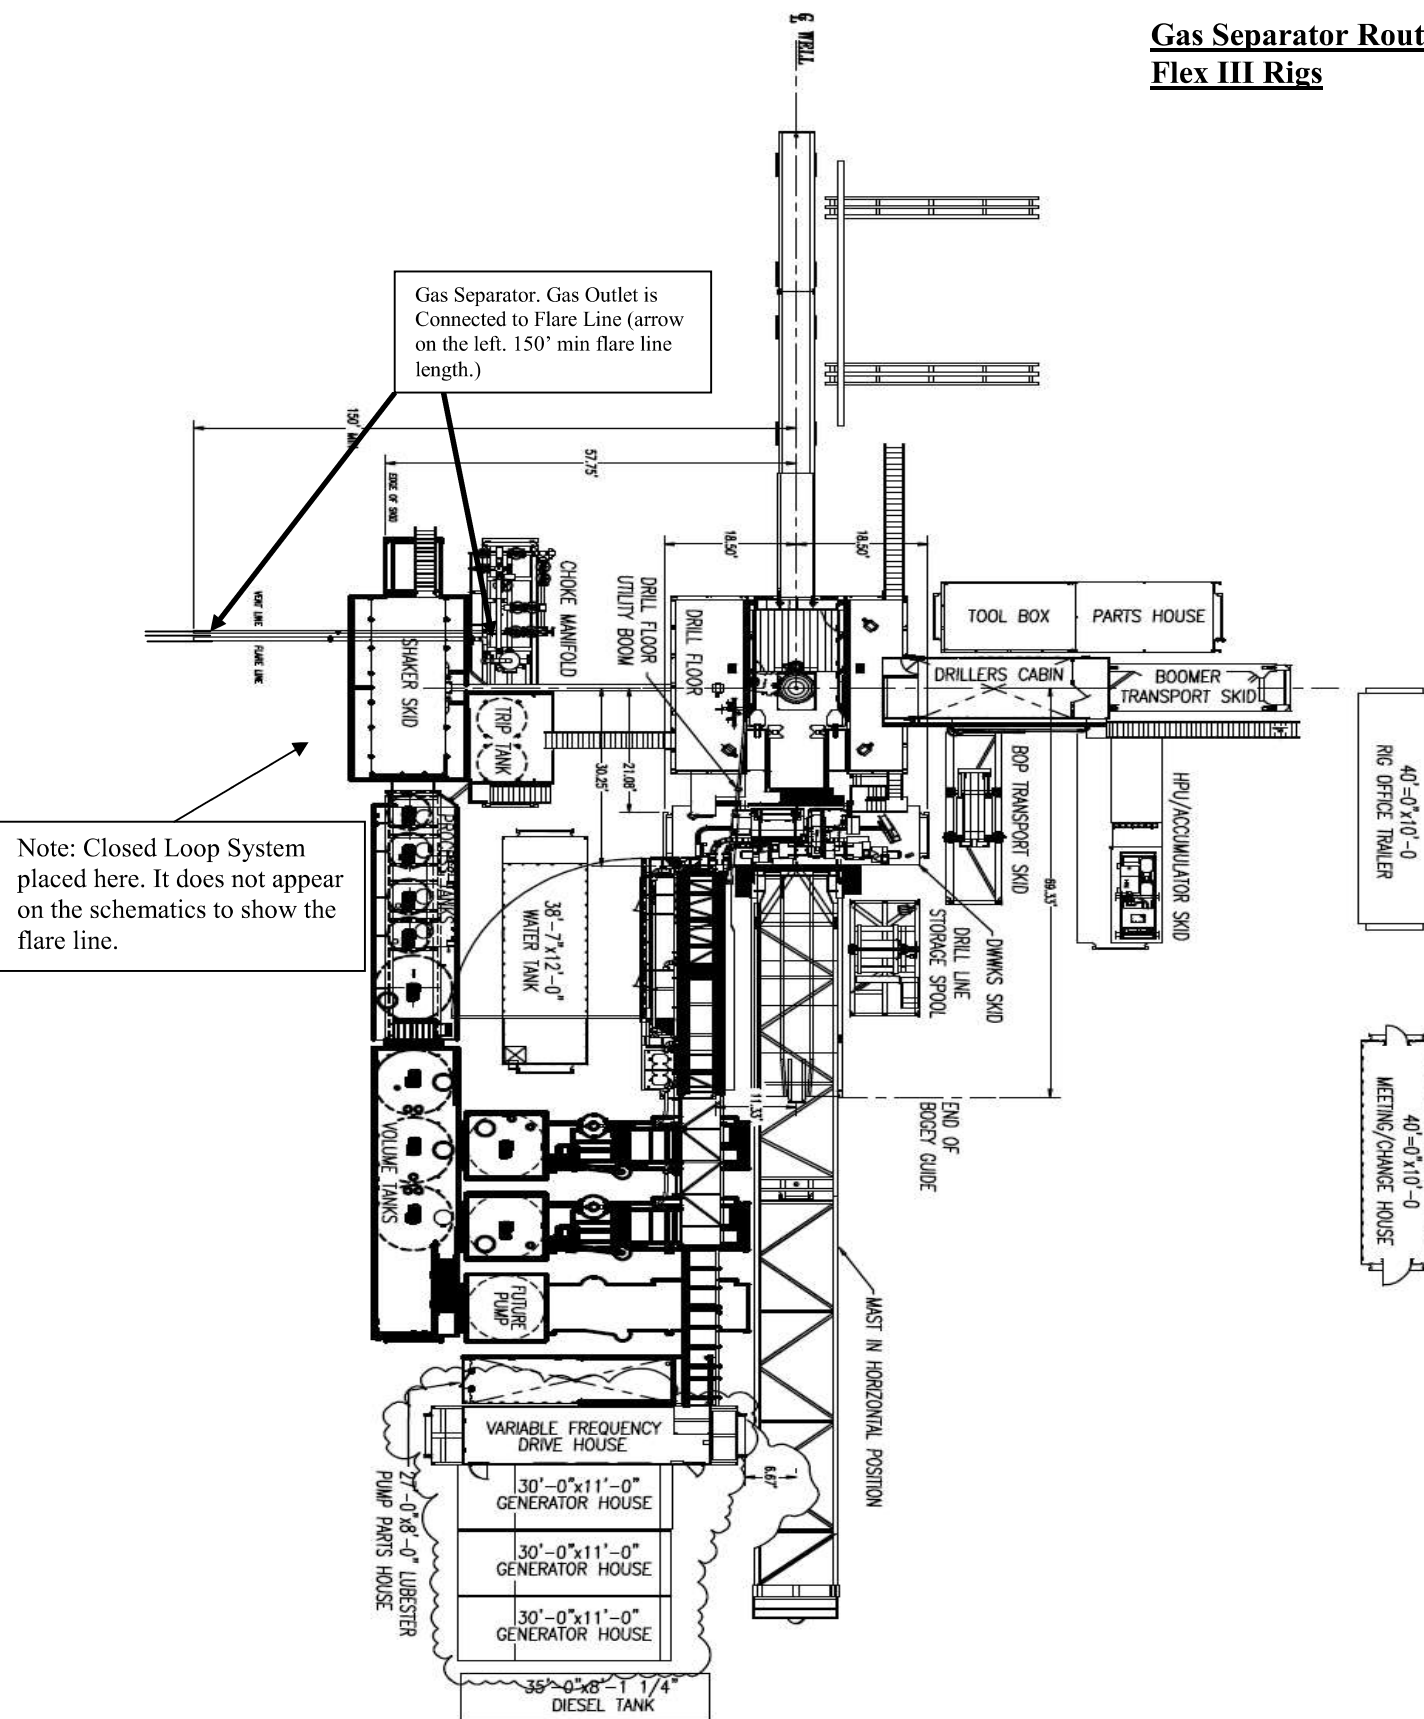 Gas Separator Rout
Flex III Rigs
WELL
Gas Separator. Gas Outlet is
Connected to Flare Line (arrow
on the left. 150’ min flare line
length.)
150'
57.75'
EDGE OF SKID
18.50'
18.50'
CHOKE MANIFOLD
DRILL FLOOR
UTILITY BOOM
DRILL FLOOR
TOOL BOX
PARTS HOUSE
VENT LINE
FLARE LINE
SHAKER SKID
DRILLERS CABIN
BOOMER
TRANSPORT SKID
TRIP TANK
30.25'
21.08'
BOP TRANSPORT SKID
HPU/ACCUMULATOR SKID
40'=0"x10'-0
RIG OFFICE TRAILER
Note: Closed Loop System
placed here. It does not appear
on the schematics to show the
flare line.
PROCESS TANKS
38'-7"x12'-0"
WATER TANK
69.33'
DWWKS SKID
DRILL LINE
STORAGE SPOOL
11.33'
END OF
BOGEY GUIDE
40'=0"x10'-0
MEETING/CHANGE HOUSE
VOLUME TANKS
FUTURE
PUMP
MAST IN HORIZONTAL POSITION
VARIABLE FREQUENCY
DRIVE HOUSE
6.67'
27'-0"x8'-0" LUBESTER
PUMP PARTS HOUSE
30'-0"x11'-0"
GENERATOR HOUSE
30'-0"x11'-0"
GENERATOR HOUSE
30'-0"x11'-0"
GENERATOR HOUSE
35'-0"x8'-1 1/4"
DIESEL TANK